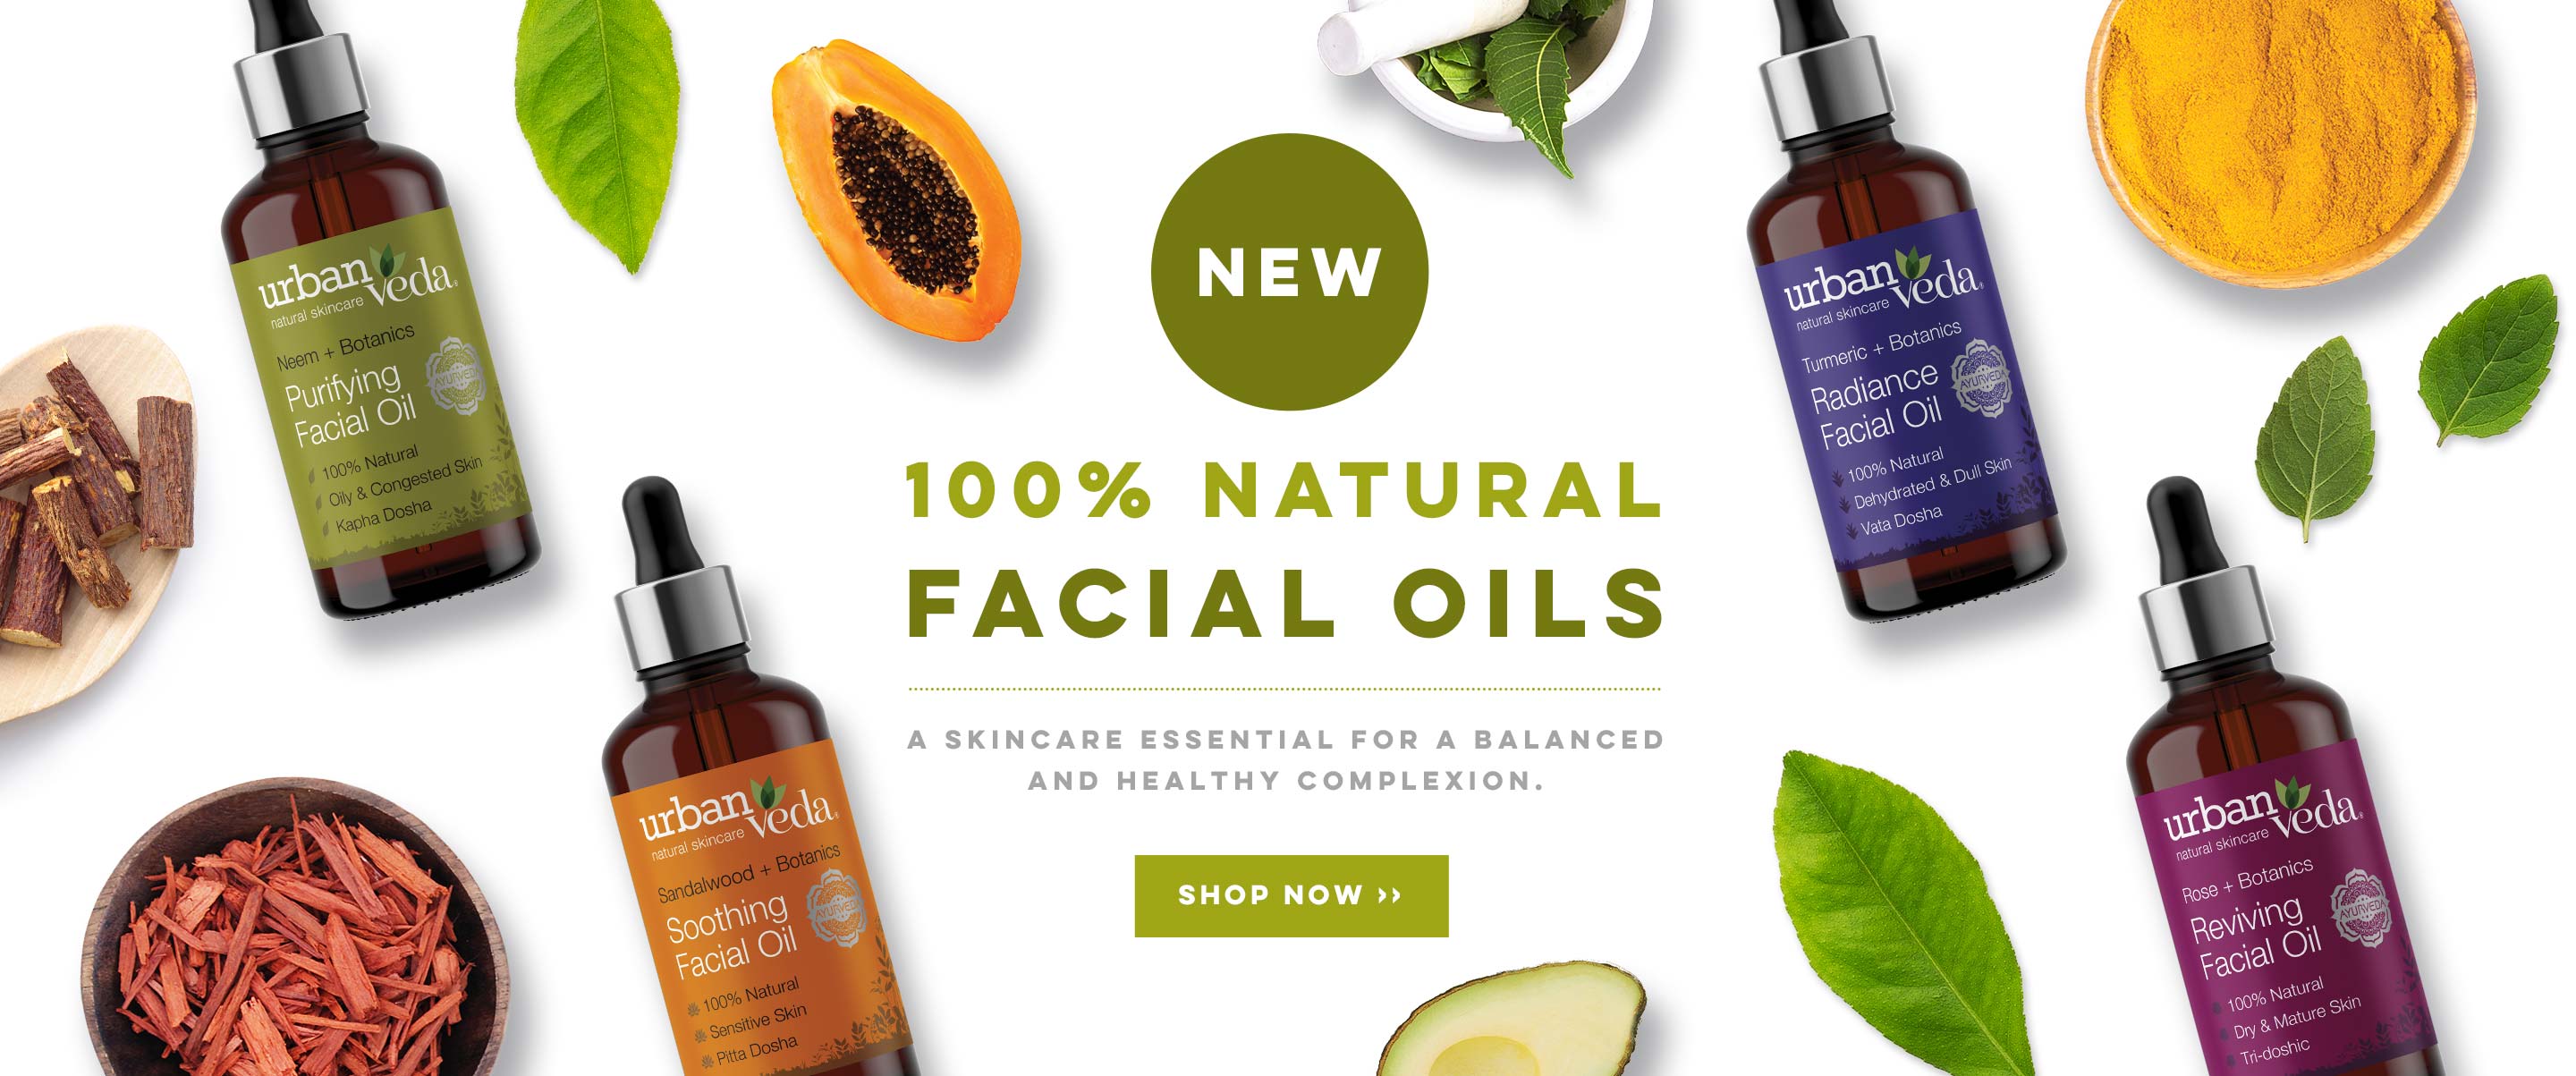 urban veda
natural skincare
Neem + Botanics
Purifying
Facial Oil
AYURVEDA
100% Natural
Oily & Congested Skin
Kapha Dosha
urban veda
natural skincare
Sandalwood + Botanics
Soothing
Facial Oil
AYURVEDA
100% Natural
Sensitive Skin
Pitta Dosha
NEW
100% NATURAL
FACIAL OILS
A SKINCARE ESSENTIAL FOR A BALANCED
AND HEALTHY COMPLEXION.
SHOP NOW ››
urban veda
natural skincare
Turmeric + Botanics
Radiance
Facial Oil
AYURVEDA
100% Natural
Dehydrated & Dull Skin
Vata Dosha
urban veda
natural skincare
Rose + Botanics
Reviving
Facial Oil
AYURVEDA
100% Natural
Dry & Mature Skin
Tri-doshic